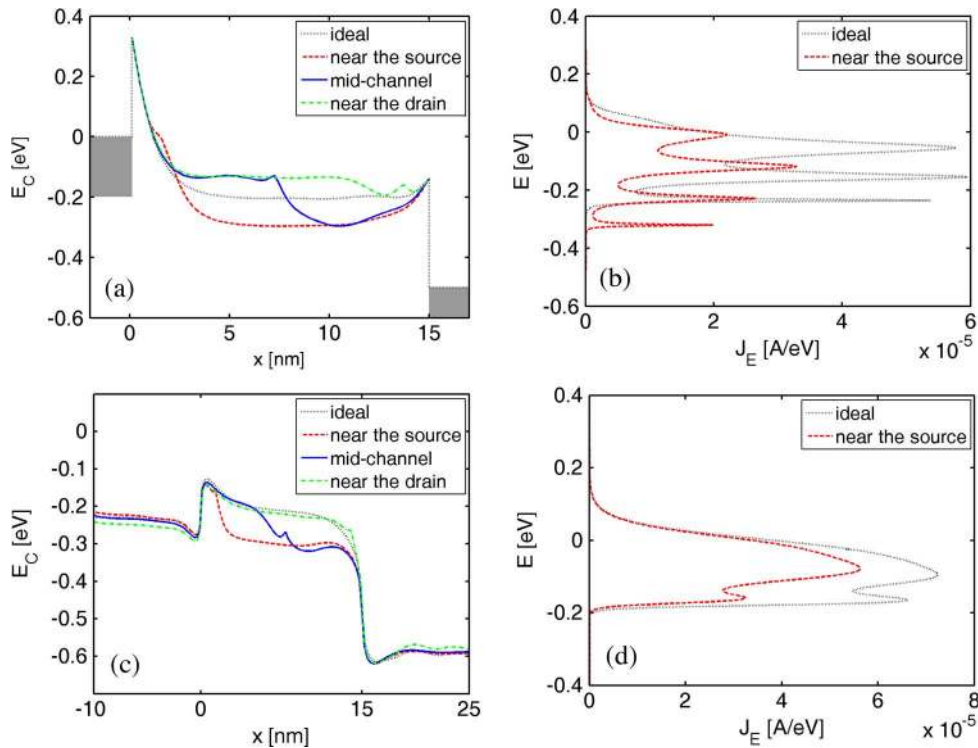 0.4
0.2
0
-0.2
-0.4
-0.6
E_C [eV]
ideal
near the source
mid-channel
near the drain
(a)
0 5 10 15
x [nm]
0.4
0.2
0
-0.2
-0.4
-0.6
E [eV]
ideal
near the source
(b)
0 2 4 6
J_E [A/eV] x 10^-5
0
-0.1
-0.2
-0.3
-0.4
-0.5
-0.6
E_C [eV]
ideal
near the source
mid-channel
near the drain
(c)
-10 0 15 25
x [nm]
0.4
0.2
0
-0.2
-0.4
E [eV]
ideal
near the source
(d)
0 2 4 6 8
J_E [A/eV] x 10^-5